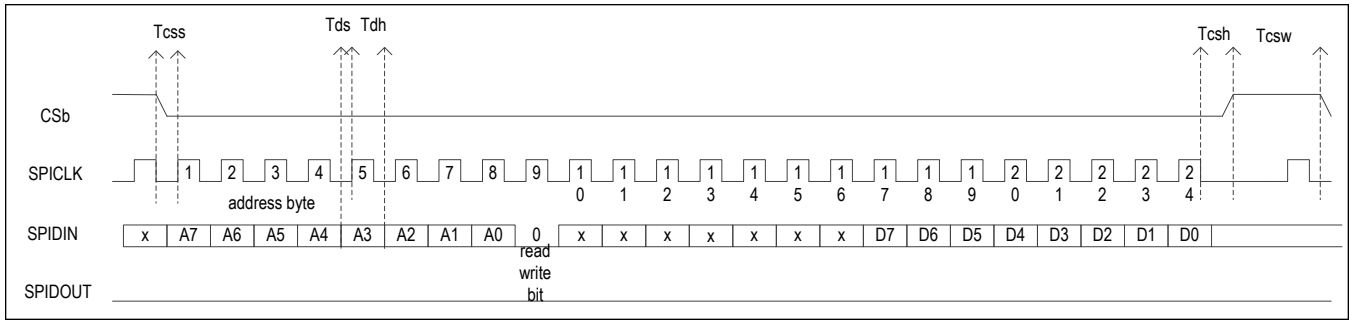 Tcss Tds Tdh Tcsh Tcsw
CSb
SPICLK 1 2 3 4 5 6 7 8 9 1 1 1 1 1 1 1 1 1 1 2 2 2 2 2
0 1 2 3 4 5 6 7 8 9 0 1 2 3 4
address byte
SPIDIN x A7 A6 A5 A4 A3 A2 A1 A0 0 x x x x x x x D7 D6 D5 D4 D3 D2 D1 D0
read
write
bit
SPIDOUT